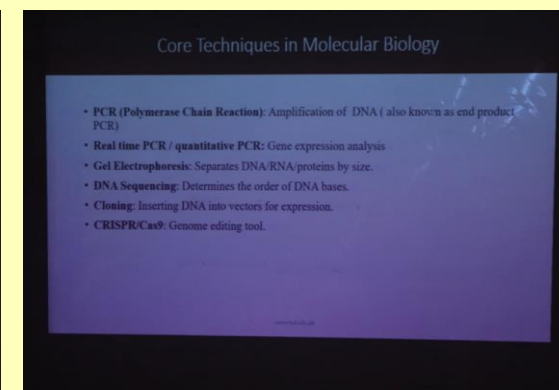 Core Techniques in Molecular Biology
• PCR (Polymerase Chain Reaction): Amplification of DNA ( also known as end product
PCR)
• Real time PCR / quantitative PCR: Gene expression analysis
• Gel Electrophoresis: Separates DNA/RNA/proteins by size.
• DNA Sequencing: Determines the order of DNA bases.
• Cloning: Inserting DNA into vectors for expression.
• CRISPR/Cas9: Genome editing tool.